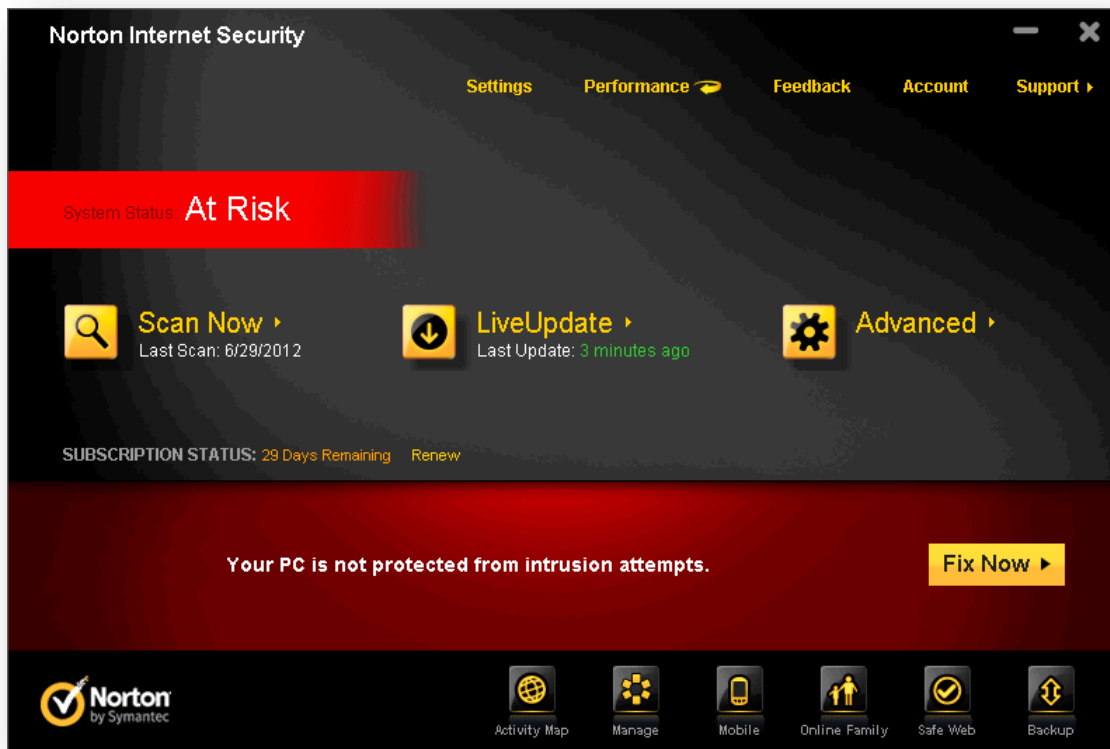 Norton Internet Security
Settings Performance Feedback Account Support
System Status: At Risk
Scan Now
Last Scan: 6/29/2012
LiveUpdate
Last Update: 3 minutes ago
Advanced
SUBSCRIPTION STATUS: 29 Days Remaining Renew
Your PC is not protected from intrusion attempts.
Fix Now
Norton
by Symantec
Activity Map Manage Mobile Online Family Safe Web Backup